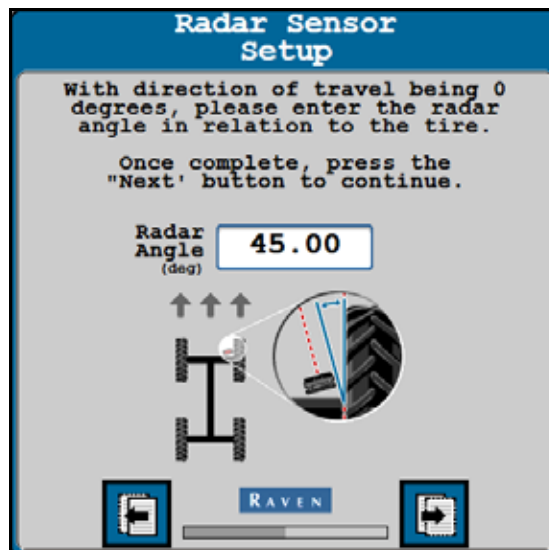 Radar Sensor
Setup
With direction of travel being 0
degrees, please enter the radar
angle in relation to the tire.
Once complete, press the
"Next' button to continue.
Radar
Angle
(deg)
45.00
RAVEN